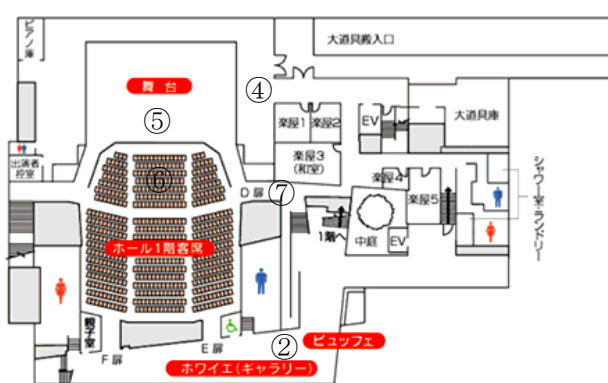 ピアノ庫
大道具搬入口
舞台
④
⑤
楽屋1
楽屋2
EV
大道具庫
出演者
控室
楽屋3
(和室)
⑥
D扉
⑦
楽屋4
楽屋5
シャワー室・ランドリー
ホール1階客席
1階へ
中庭
EV
親子室
F扉
E扉
②
ビュッフェ
ホワイエ(ギャラリー)